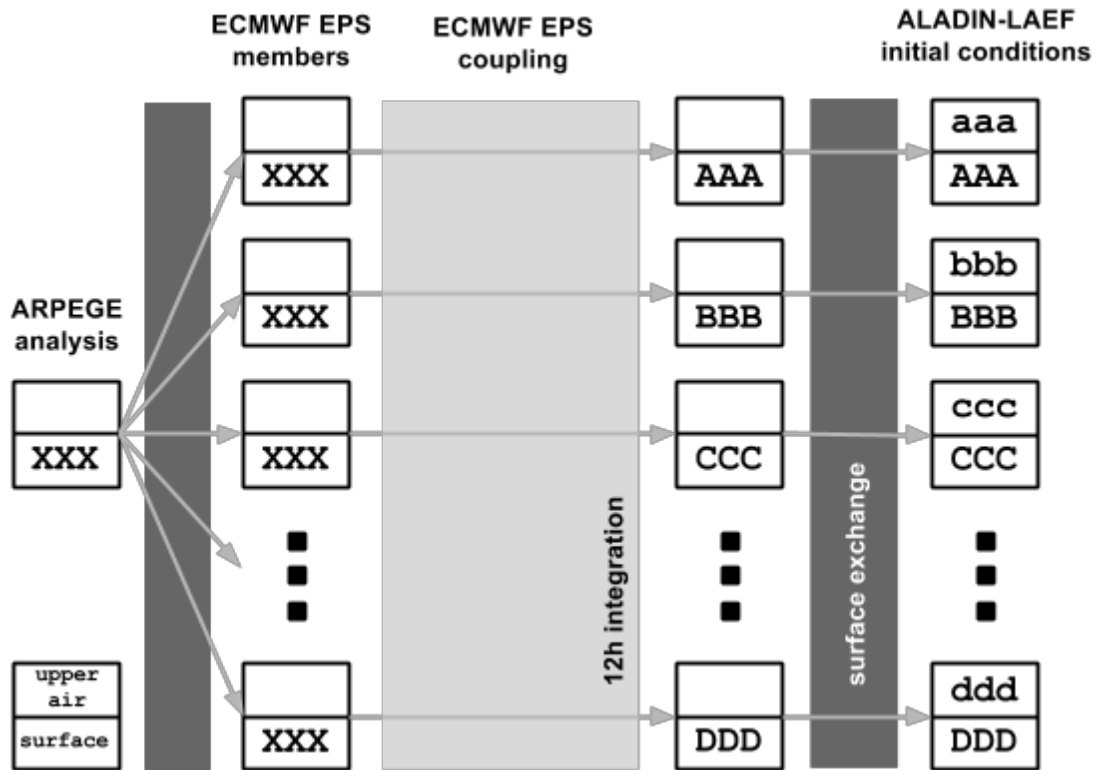 ECMWF EPS
members
ECMWF EPS
coupling
ALADIN-LAEF
initial conditions
aaa
XXX
AAA
AAA
bbb
XXX
BBB
BBB
ARPEGE
analysis
ccc
XXX
XXX
CCC
CCC
12h integration
surface exchange
upper
air
surface
ddd
XXX
DDD
DDD